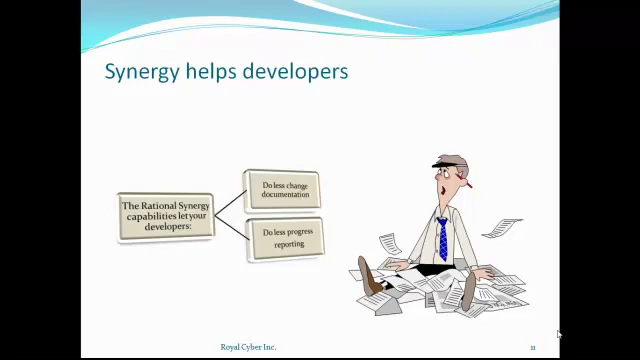 Synergy helps developers
The Rational Synergy
capabilities let your
developers:
Do less change
documentation
Do less progress
reporting
Royal Cyber Inc.
11